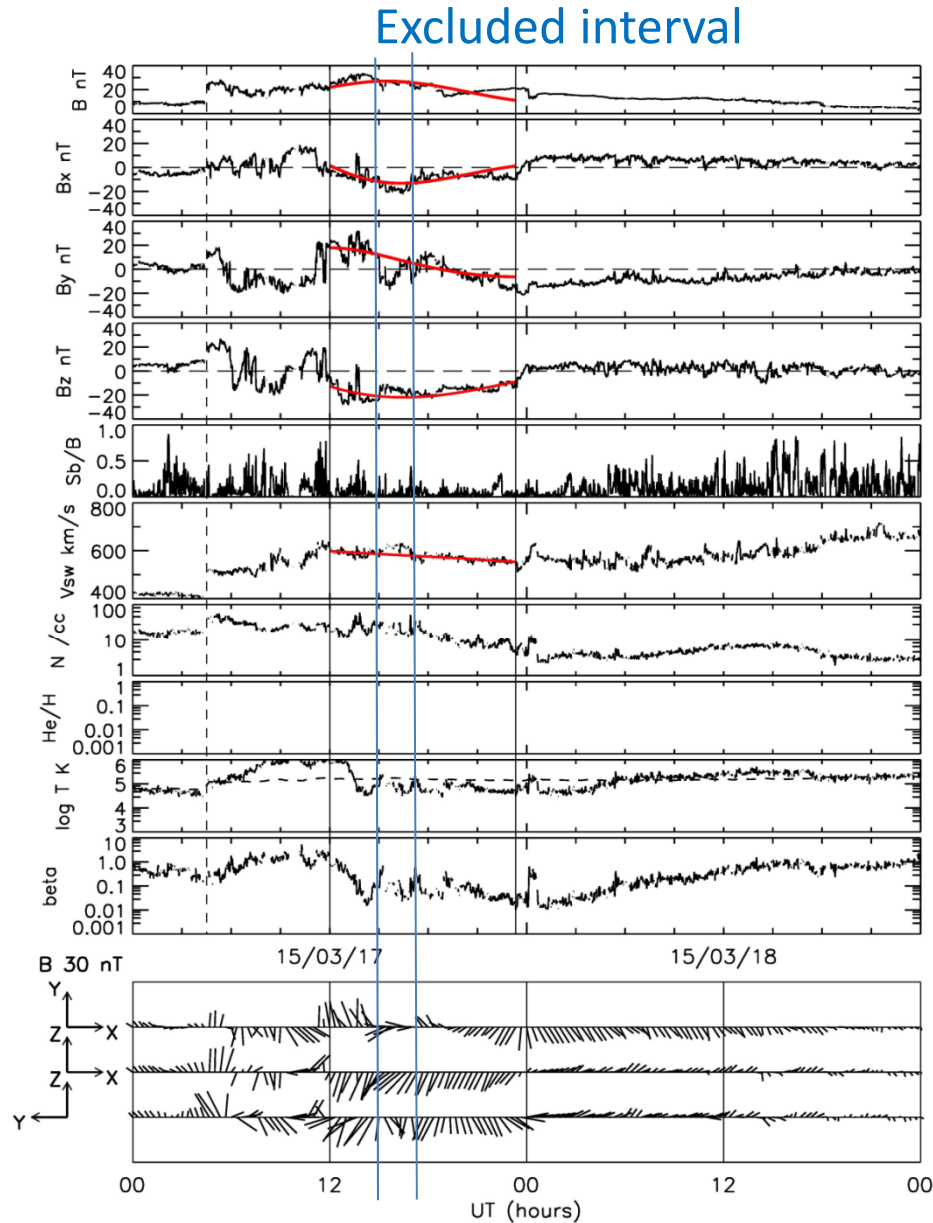 Excluded interval
B nT
40
20
0
Bx nT
40
20
0
−20
−40
By nT
40
20
0
−20
−40
Bz nT
40
20
0
−20
−40
Sb/B
1.0
0.5
0.0
Vsw km/s
800
600
400
N /cc
100
10
1
He/H
1
0.1
0.01
0.001
log T K
6
5
4
3
beta
1.0
0.1
0.01
0.001
15/03/17 15/03/18
B 30 nT
Y
Z X
Z X
Y
00 12 00 12 00
UT (hours)